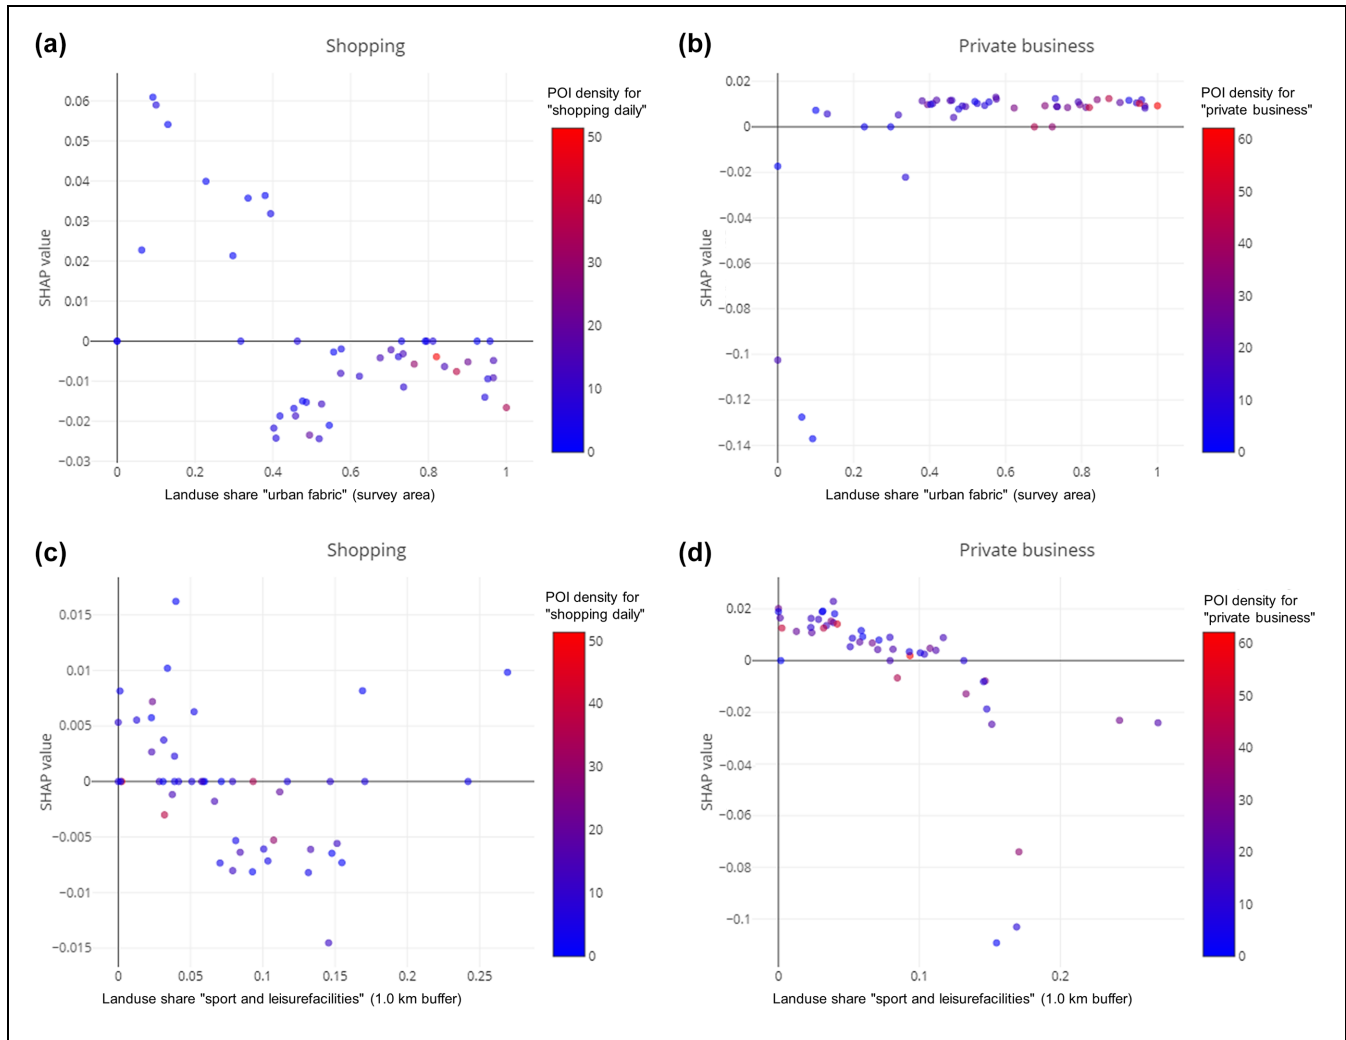 (a)
Shopping
POI density for
"shopping daily"
SHAP value
0.06
0.05
0.04
0.03
0.02
0.01
0
−0.01
−0.02
−0.03
0 0.2 0.4 0.6 0.8 1
50
40
30
20
10
0
Landuse share "urban fabric" (survey area)
(b)
Private business
POI density for
"private business"
SHAP value
0.02
0
−0.02
−0.04
−0.06
−0.08
−0.1
−0.12
−0.14
0 0.2 0.4 0.6 0.8 1
60
50
40
30
20
10
0
Landuse share "urban fabric" (survey area)
(c)
Shopping
POI density for
"shopping daily"
SHAP value
0.015
0.01
0.005
0
−0.005
−0.01
−0.015
0 0.05 0.1 0.15 0.2 0.25
50
40
30
20
10
0
Landuse share "sport and leisurefacilities" (1.0 km buffer)
(d)
Private business
POI density for
"private business"
SHAP value
0.02
0
−0.02
−0.04
−0.06
−0.08
−0.1
0 0.1 0.2
60
50
40
30
20
10
0
Landuse share "sport and leisurefacilities" (1.0 km buffer)